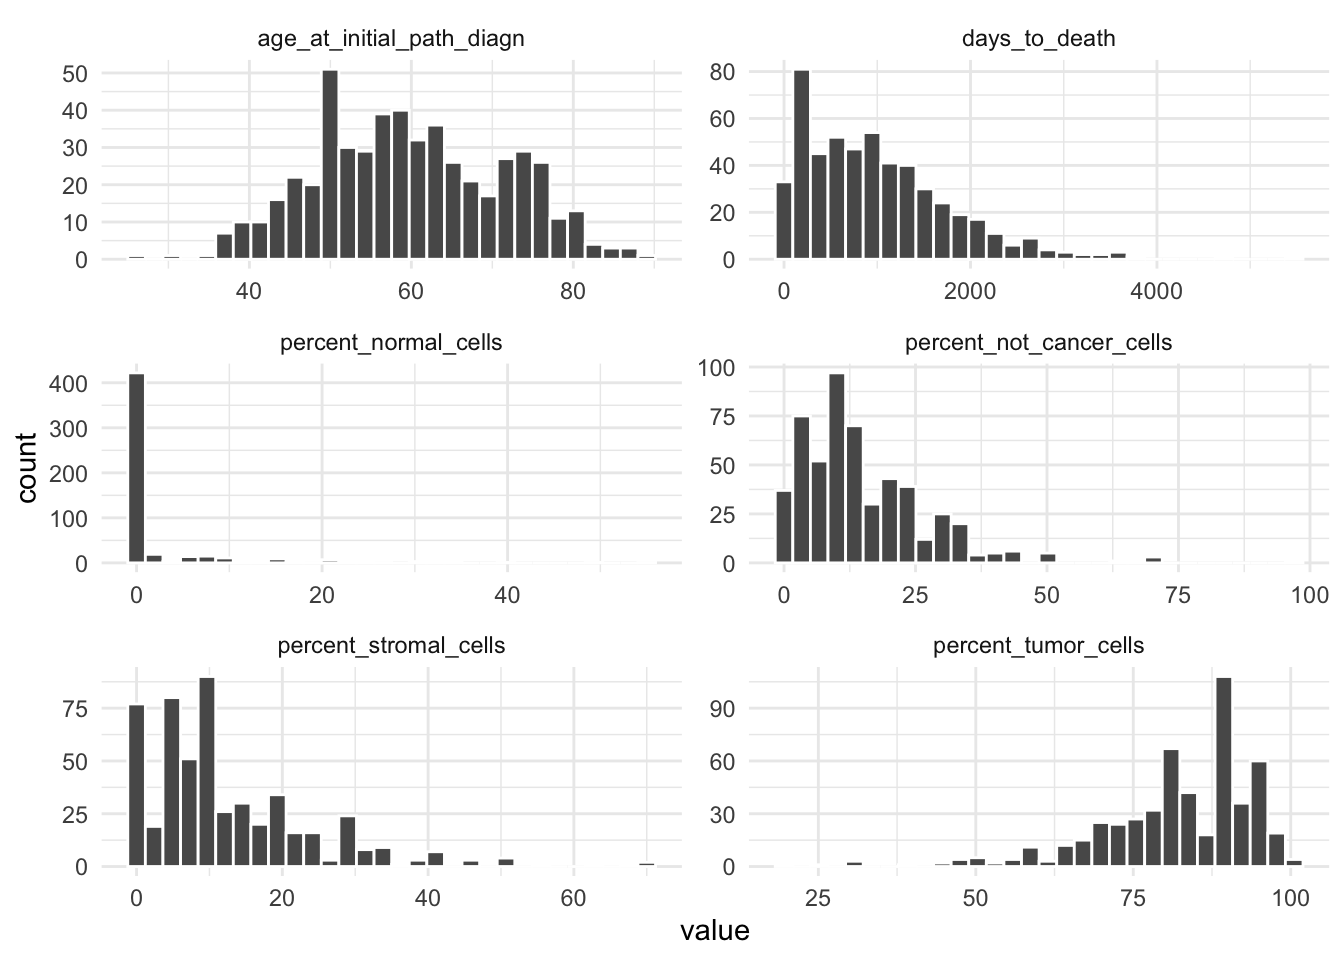 age_at_initial_path_diagn
days_to_death
50
40
30
20
10
0
40 60 80
80
60
40
20
0
0 2000 4000
percent_normal_cells
percent_not_cancer_cells
400
300
200
100
0
0 20 40
100
75
50
25
0
0 25 50 75 100
percent_stromal_cells
percent_tumor_cells
75
50
25
0
0 20 40 60
90
60
30
0
25 50 75 100
count
value